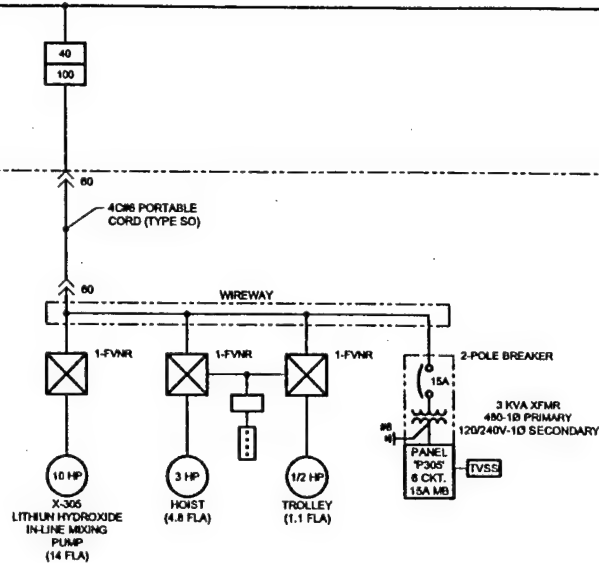 40
100
60
4C#6 PORTABLE
CORD (TYPE SO)
60
WIREWAY
1-FVNR
1-FVNR
1-FVNR
2-POLE BREAKER
15A
3 KVA XFMR
480-1Ø PRIMARY
120/240V-1Ø SECONDARY
#8
PANEL
"P305"
6 CKT.
15A MB
TVSS
10 HP
X-305
LITHIUN HYDROXIDE
IN-LINE MIXING
PUMP
(14 FLA)
3 HP
HOIST
(4.8 FLA)
1/2 HP
TROLLEY
(1.1 FLA)